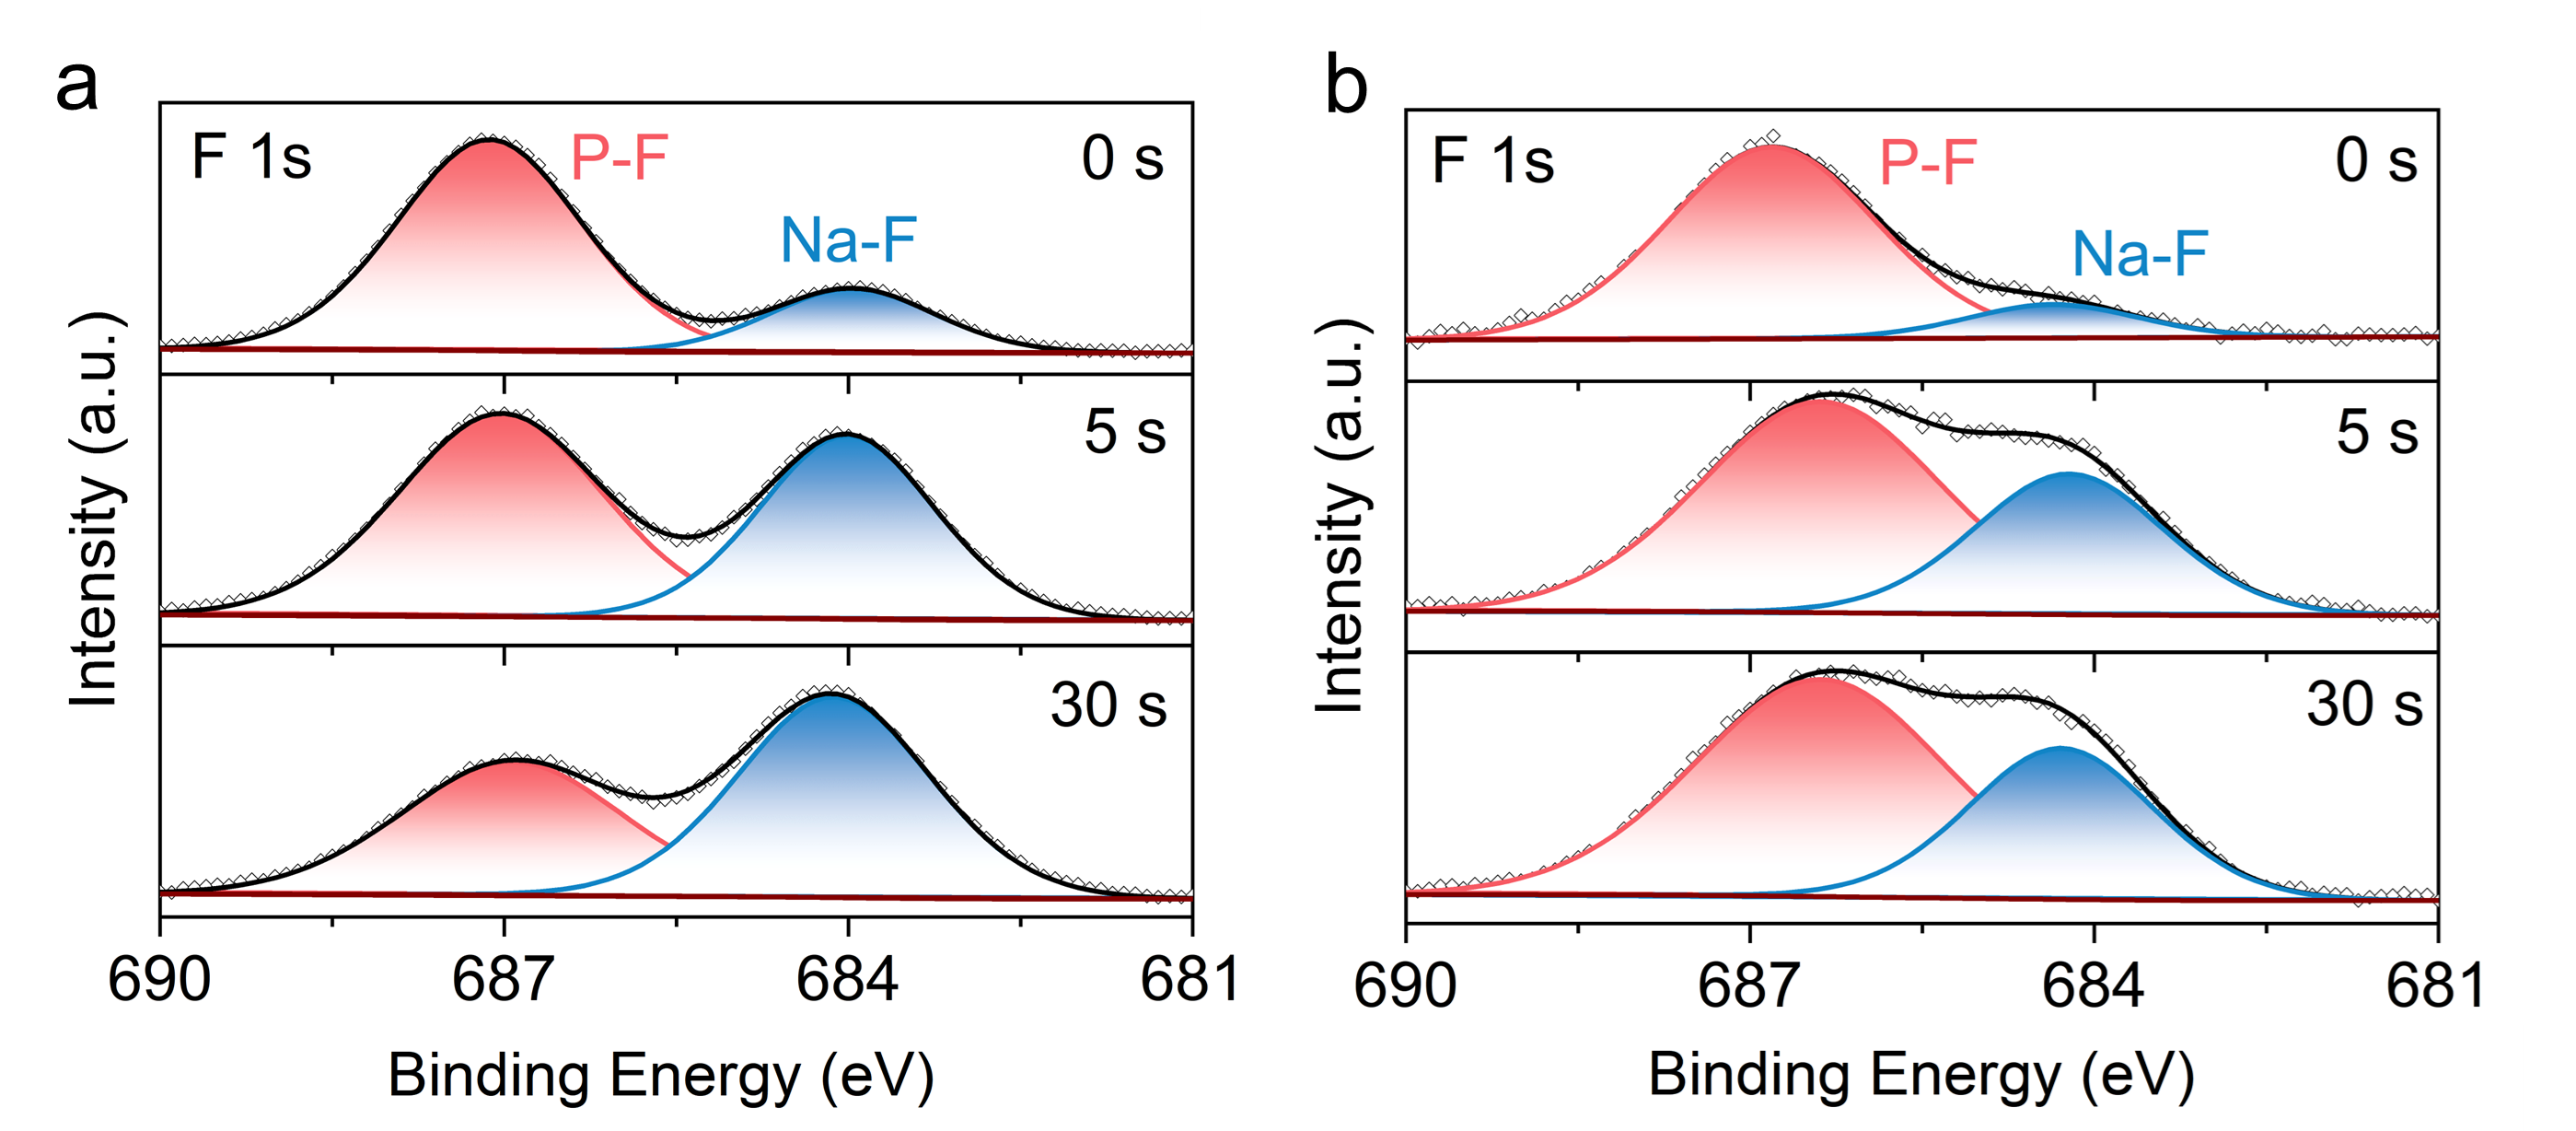 a
F 1s
P-F
0 s
Na-F
5 s
30 s
Intensity (a.u.)
690 687 684 681
Binding Energy (eV)
b
F 1s
P-F
0 s
Na-F
5 s
30 s
Intensity (a.u.)
690 687 684 681
Binding Energy (eV)